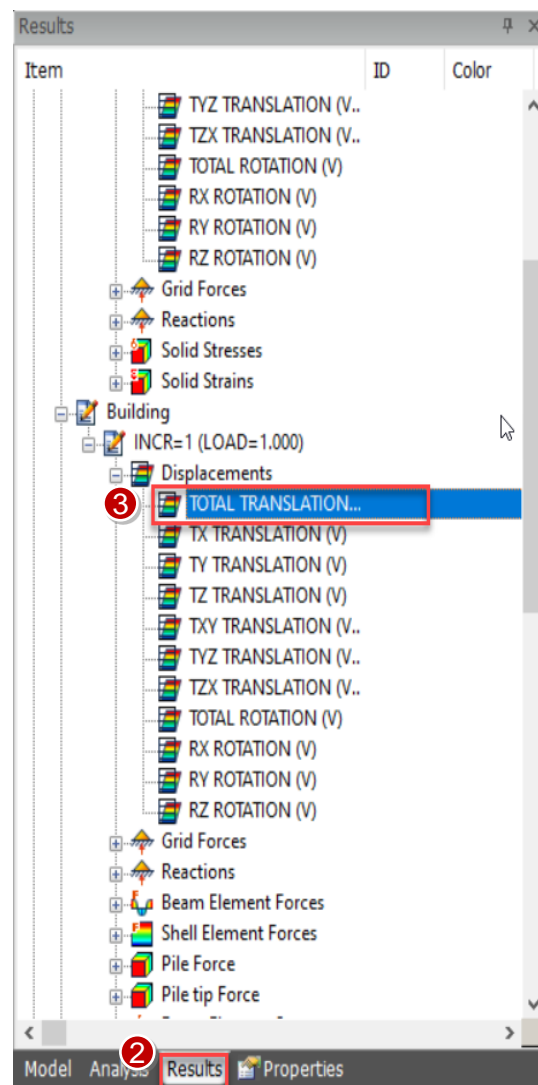 Results
Item ID Color
TYZ TRANSLATION (V..
TZX TRANSLATION (V..
TOTAL ROTATION (V)
RX ROTATION (V)
RY ROTATION (V)
RZ ROTATION (V)
Grid Forces
Reactions
Solid Stresses
Solid Strains
Building
INCR=1 (LOAD=1.000)
Displacements
3 TOTAL TRANSLATION...
TX TRANSLATION (V)
TY TRANSLATION (V)
TZ TRANSLATION (V)
TXY TRANSLATION (V..
TYZ TRANSLATION (V..
TZX TRANSLATION (V..
TOTAL ROTATION (V)
RX ROTATION (V)
RY ROTATION (V)
RZ ROTATION (V)
Grid Forces
Reactions
Beam Element Forces
Shell Element Forces
Pile Force
Pile tip Force
2
Model Analysis Results Properties